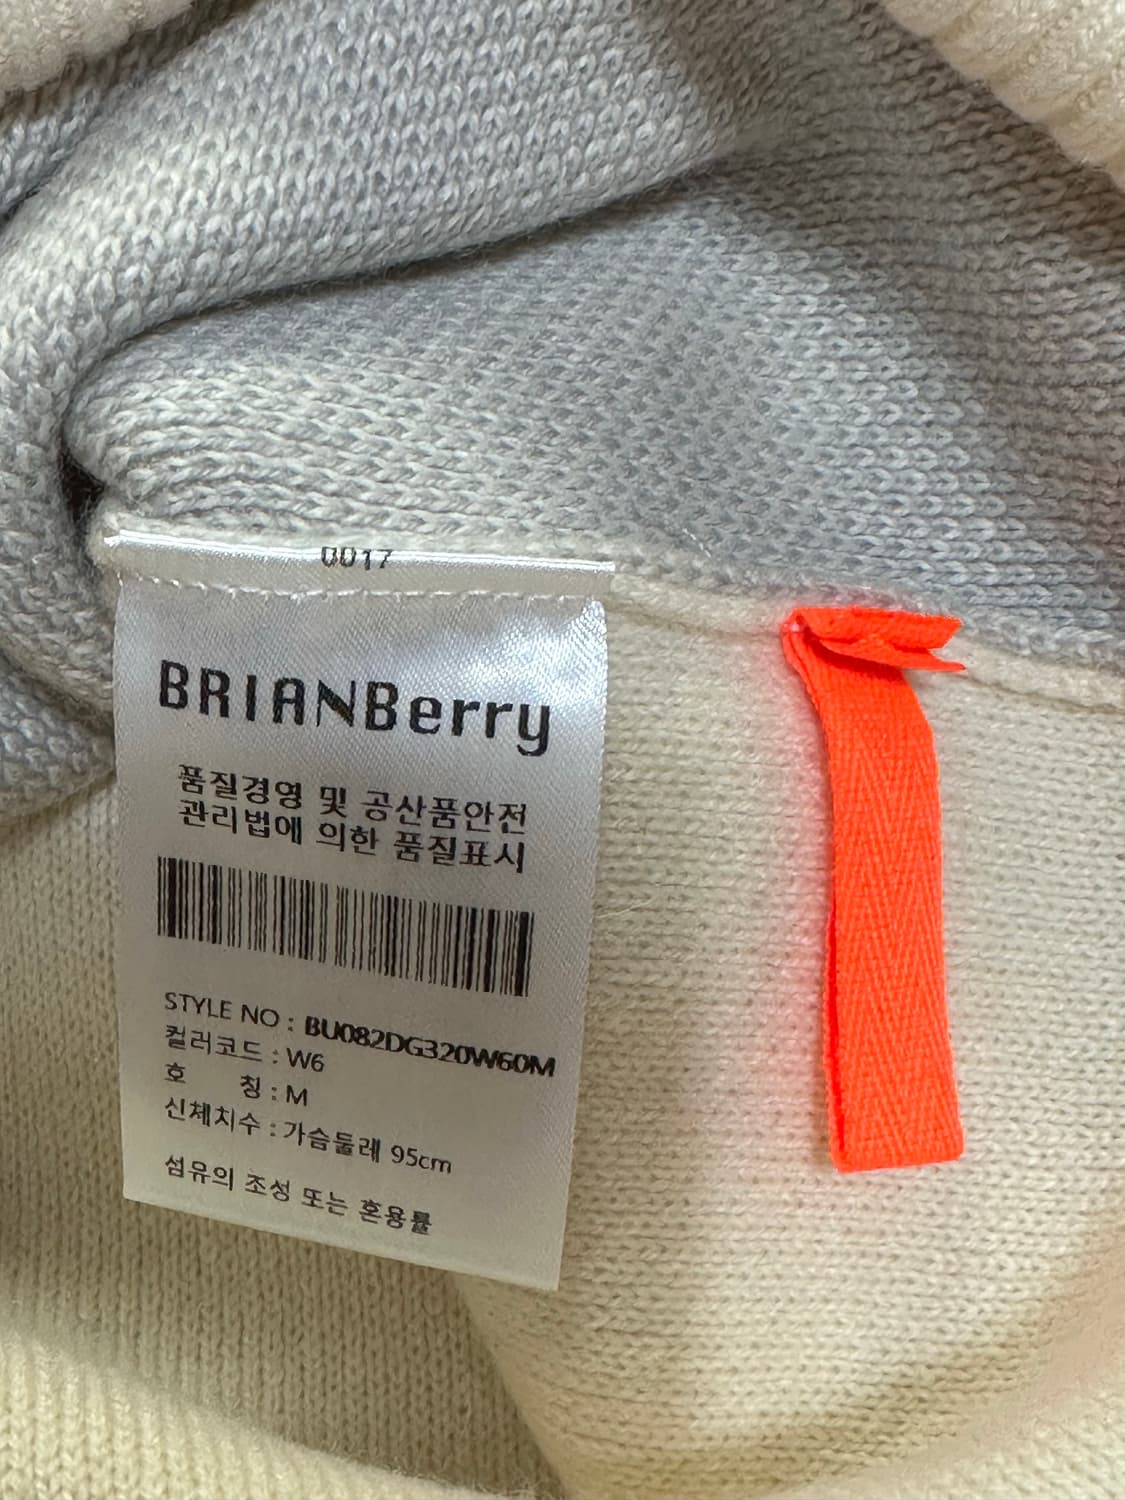 0017
BRIANBerry
품질경영 및 공산품안전
관리법에 의한 품질표시
STYLE NO : BU082DG320W60M
컬러코드 : W6
호 칭 : M
신체치수 : 가슴둘레 95cm
섬유의 조성 또는 혼용률